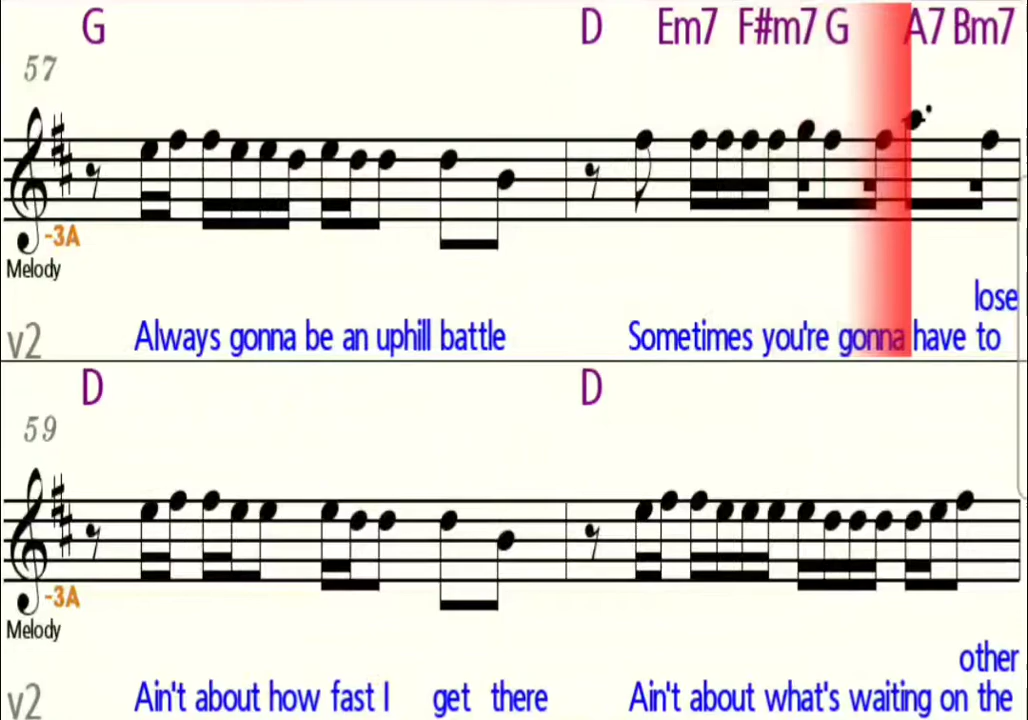 G D Em7 F#m7 G A7 Bm7
57
-3A
Melody
lose
v2 Always gonna be an uphill battle Sometimes you're gonna have to
D D
59
-3A
Melody
other
v2 Ain't about how fast I get there Ain't about what's waiting on the